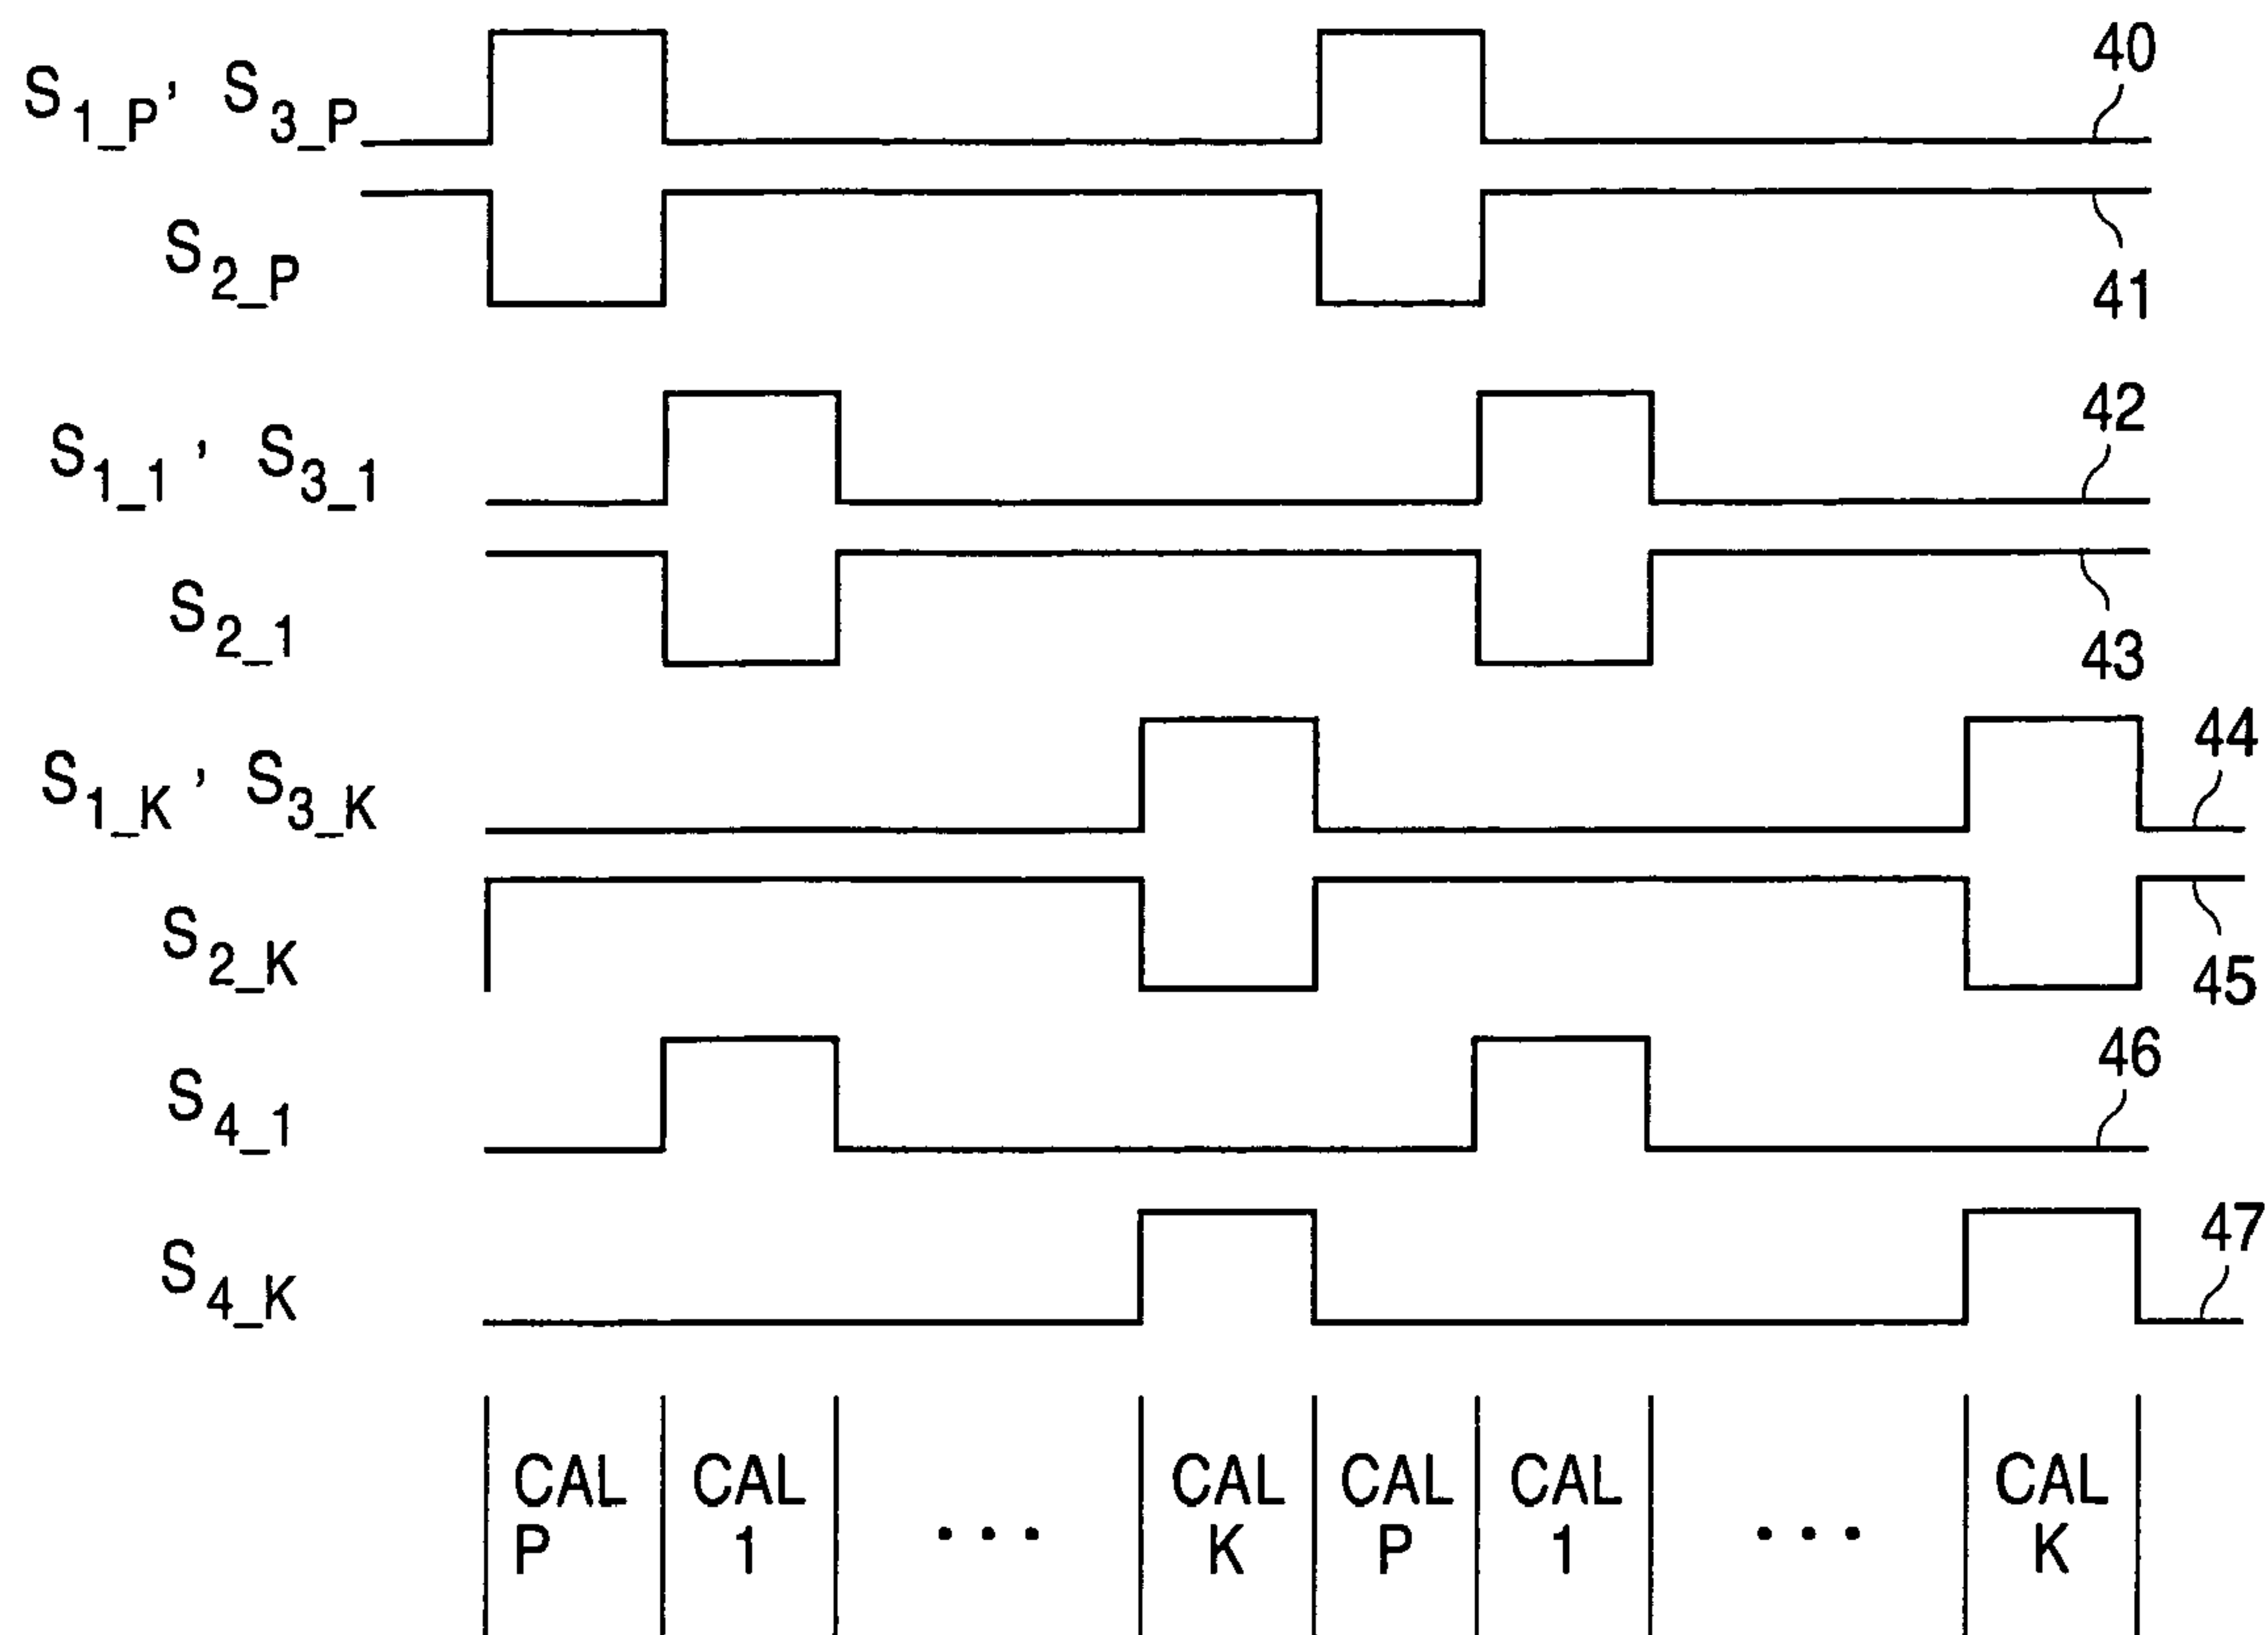 S1_P, S3_P 40
S2_P 41
S1_1, S3_1 42
S2_1 43
S1_K, S3_K 44
S2_K 45
S4_1 46
S4_K 47
CAL P CAL 1 ... CAL K CAL P CAL 1 ... CAL K